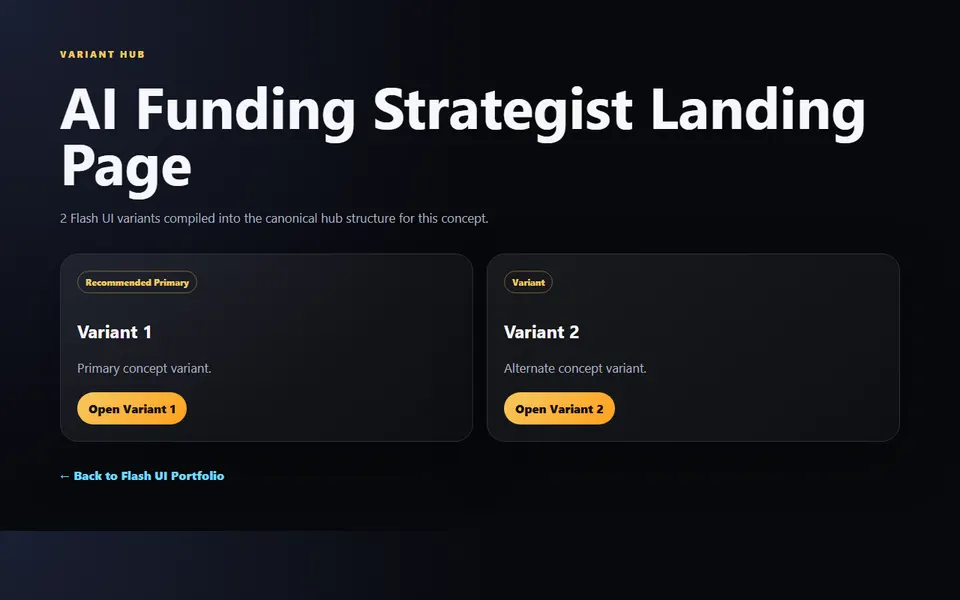 VARIANT HUB
AI Funding Strategist Landing
Page
2 Flash UI variants compiled into the canonical hub structure for this concept.
Recommended Primary
Variant 1
Primary concept variant.
Open Variant 1
Variant
Variant 2
Alternate concept variant.
Open Variant 2
← Back to Flash UI Portfolio